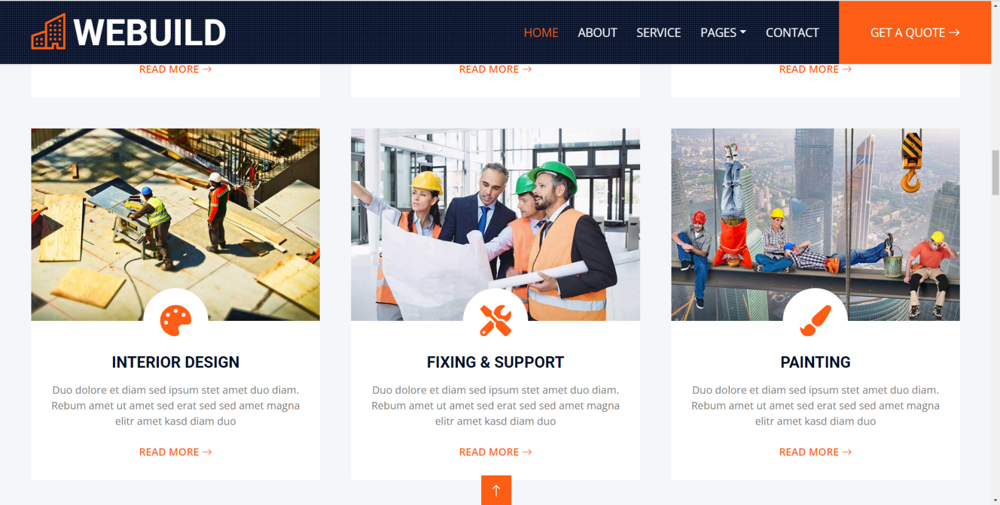 WEBUILD
HOME ABOUT SERVICE PAGES CONTACT GET A QUOTE
READ MORE READ MORE READ MORE
INTERIOR DESIGN
Duo dolore et diam sed ipsum stet amet duo diam.
Rebum amet ut amet sed erat sed sed amet magna
elitr amet kasd diam duo
READ MORE
FIXING & SUPPORT
Duo dolore et diam sed ipsum stet amet duo diam.
Rebum amet ut amet sed erat sed sed amet magna
elitr amet kasd diam duo
READ MORE
PAINTING
Duo dolore et diam sed ipsum stet amet duo diam.
Rebum amet ut amet sed erat sed sed amet magna
elitr amet kasd diam duo
READ MORE